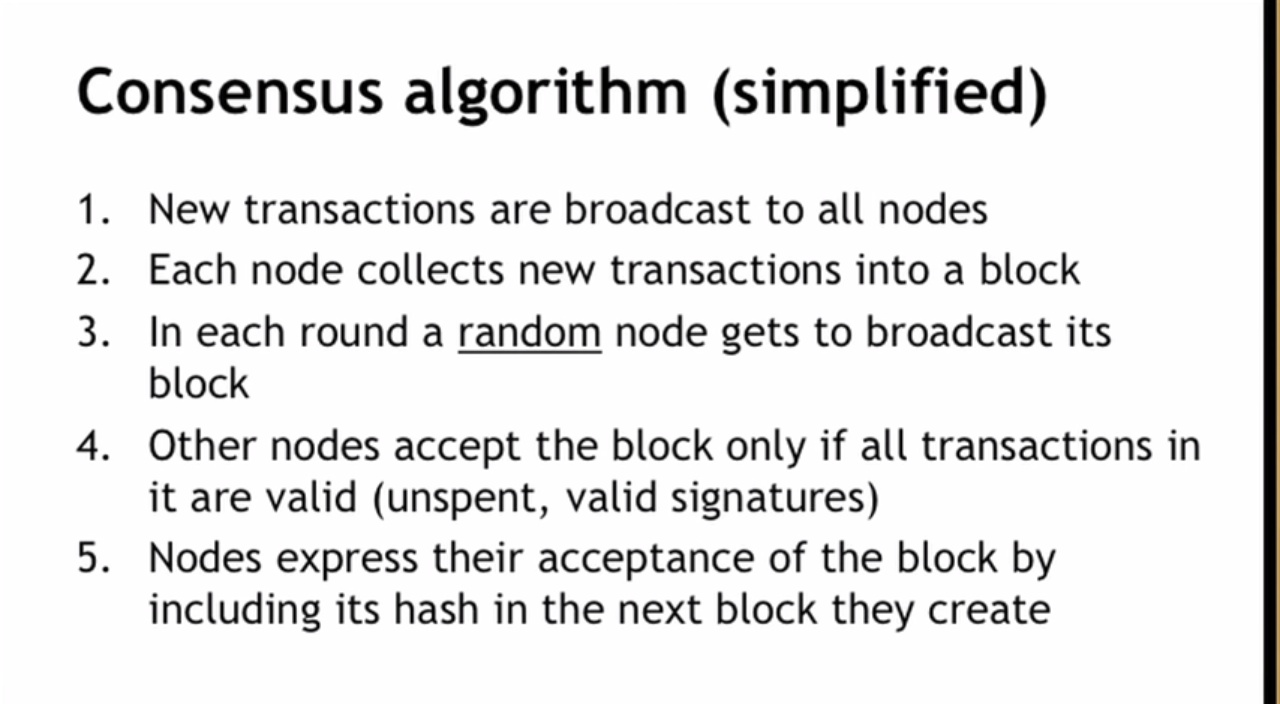 Consensus algorithm (simplified)
1. New transactions are broadcast to all nodes
2. Each node collects new transactions into a block
3. In each round a random node gets to broadcast its
block
4. Other nodes accept the block only if all transactions in
it are valid (unspent, valid signatures)
5. Nodes express their acceptance of the block by
including its hash in the next block they create